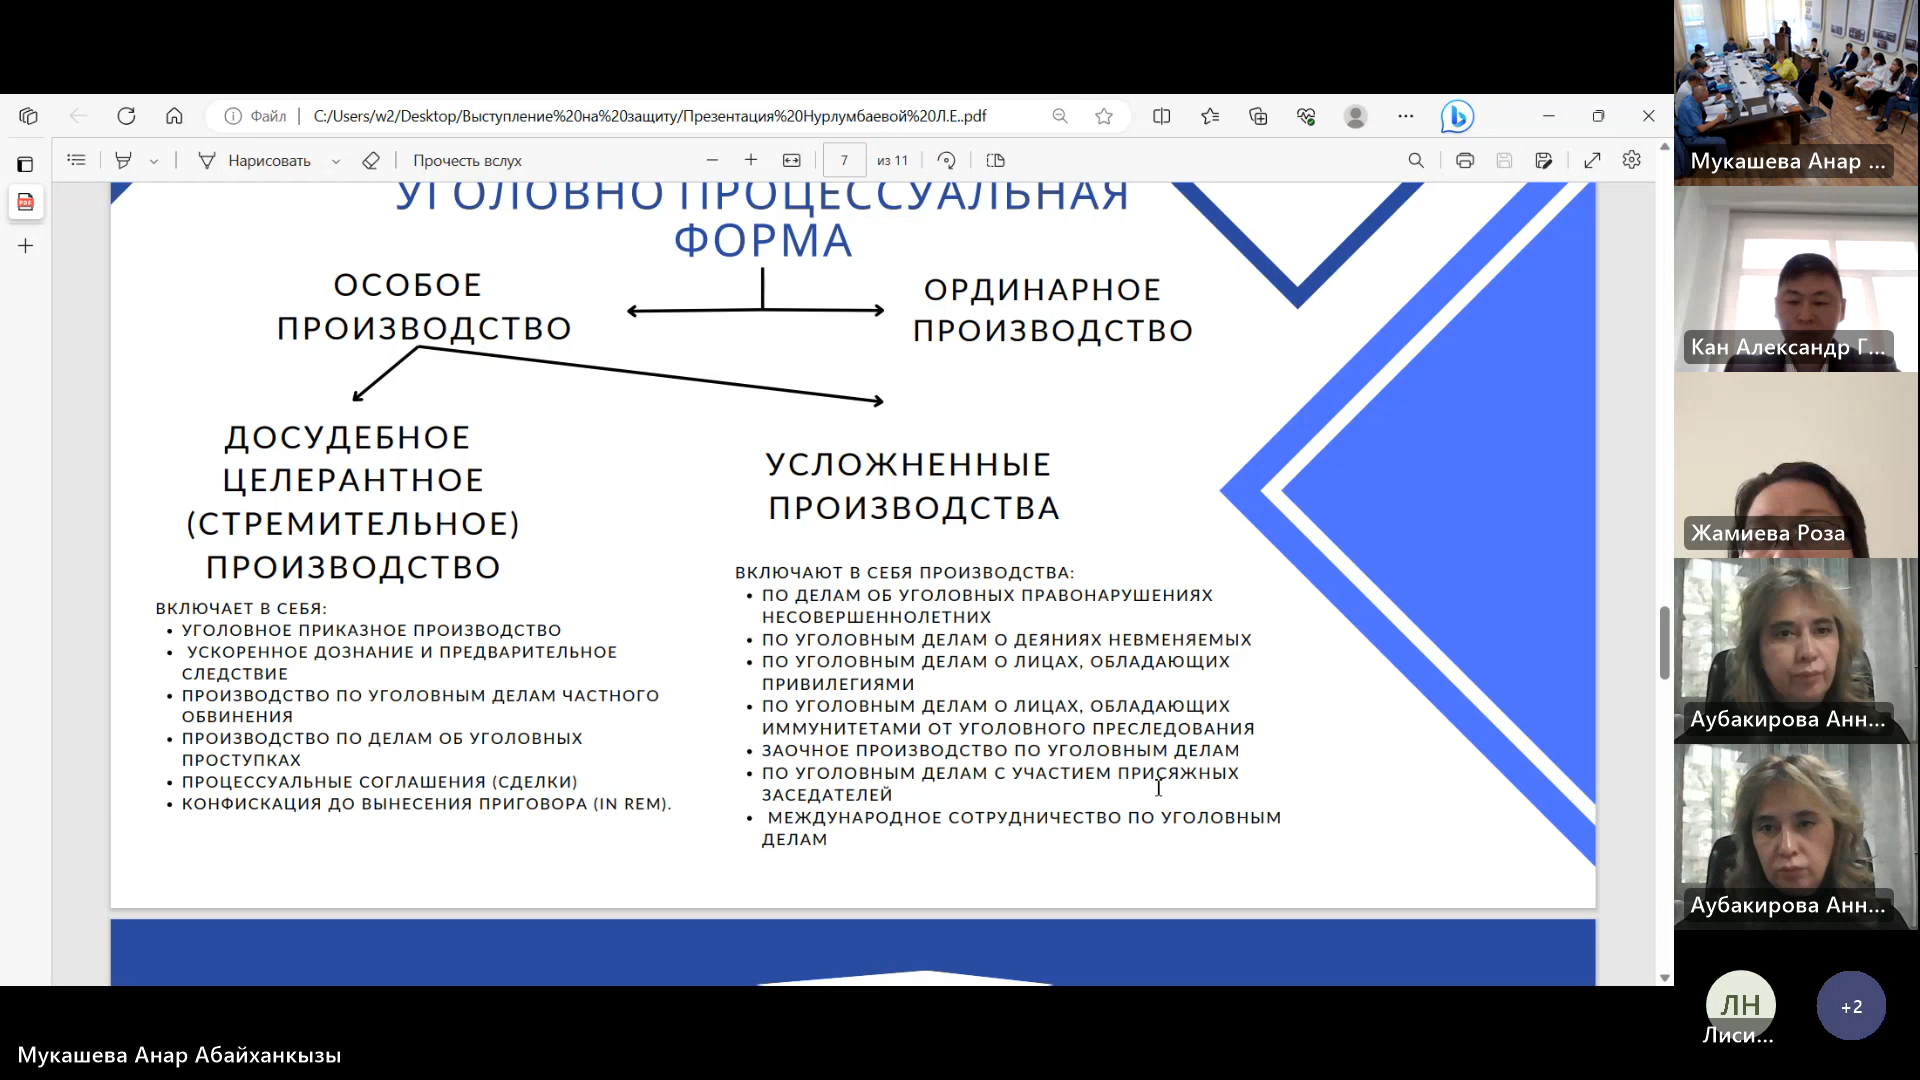 Файл
C:/Users/w2/Desktop/Выступление%20на%20защиту/Презентация%20Нурлумбаевой%20Л.Е..pdf
Нарисовать
Прочесть вслух
7
из 11
УГОЛОВНО ПРОЦЕССУАЛЬНАЯ
ФОРМА
ОСОБОЕ
ПРОИЗВОДСТВО
ОРДИНАРНОЕ
ПРОИЗВОДСТВО
ДОСУДЕБНОЕ
ЦЕЛЕРАНТНОЕ
(СТРЕМИТЕЛЬНОЕ)
ПРОИЗВОДСТВО
ВКЛЮЧАЕТ В СЕБЯ:
• УГОЛОВНОЕ ПРИКАЗНОЕ ПРОИЗВОДСТВО
• УСКОРЕННОЕ ДОЗНАНИЕ И ПРЕДВАРИТЕЛЬНОЕ
СЛЕДСТВИЕ
• ПРОИЗВОДСТВО ПО УГОЛОВНЫМ ДЕЛАМ ЧАСТНОГО
ОБВИНЕНИЯ
• ПРОИЗВОДСТВО ПО ДЕЛАМ ОБ УГОЛОВНЫХ
ПРОСТУПКАХ
• ПРОЦЕССУАЛЬНЫЕ СОГЛАШЕНИЯ (СДЕЛКИ)
• КОНФИСКАЦИЯ ДО ВЫНЕСЕНИЯ ПРИГОВОРА (IN REM).
УСЛОЖНЕННЫЕ
ПРОИЗВОДСТВА
ВКЛЮЧАЮТ В СЕБЯ ПРОИЗВОДСТВА:
• ПО ДЕЛАМ ОБ УГОЛОВНЫХ ПРАВОНАРУШЕНИЯХ
НЕСОВЕРШЕННОЛЕТНИХ
• ПО УГОЛОВНЫМ ДЕЛАМ О ДЕЯНИЯХ НЕВМЕНЯЕМЫХ
• ПО УГОЛОВНЫМ ДЕЛАМ О ЛИЦАХ, ОБЛАДАЮЩИХ
ПРИВИЛЕГИЯМИ
• ПО УГОЛОВНЫМ ДЕЛАМ О ЛИЦАХ, ОБЛАДАЮЩИХ
ИММУНИТЕТАМИ ОТ УГОЛОВНОГО ПРЕСЛЕДОВАНИЯ
• ЗАОЧНОЕ ПРОИЗВОДСТВО ПО УГОЛОВНЫМ ДЕЛАМ
• ПО УГОЛОВНЫМ ДЕЛАМ С УЧАСТИЕМ ПРИСЯЖНЫХ
ЗАСЕДАТЕЛЕЙ
• МЕЖДУНАРОДНОЕ СОТРУДНИЧЕСТВО ПО УГОЛОВНЫМ
ДЕЛАМ
Мукашева Анар ...
Кан Александр Г...
Жамиева Роза
Аубакирова Анн...
Аубакирова Анн...
ЛН
Лиси...
+2
Мукашева Анар Абайханкызы